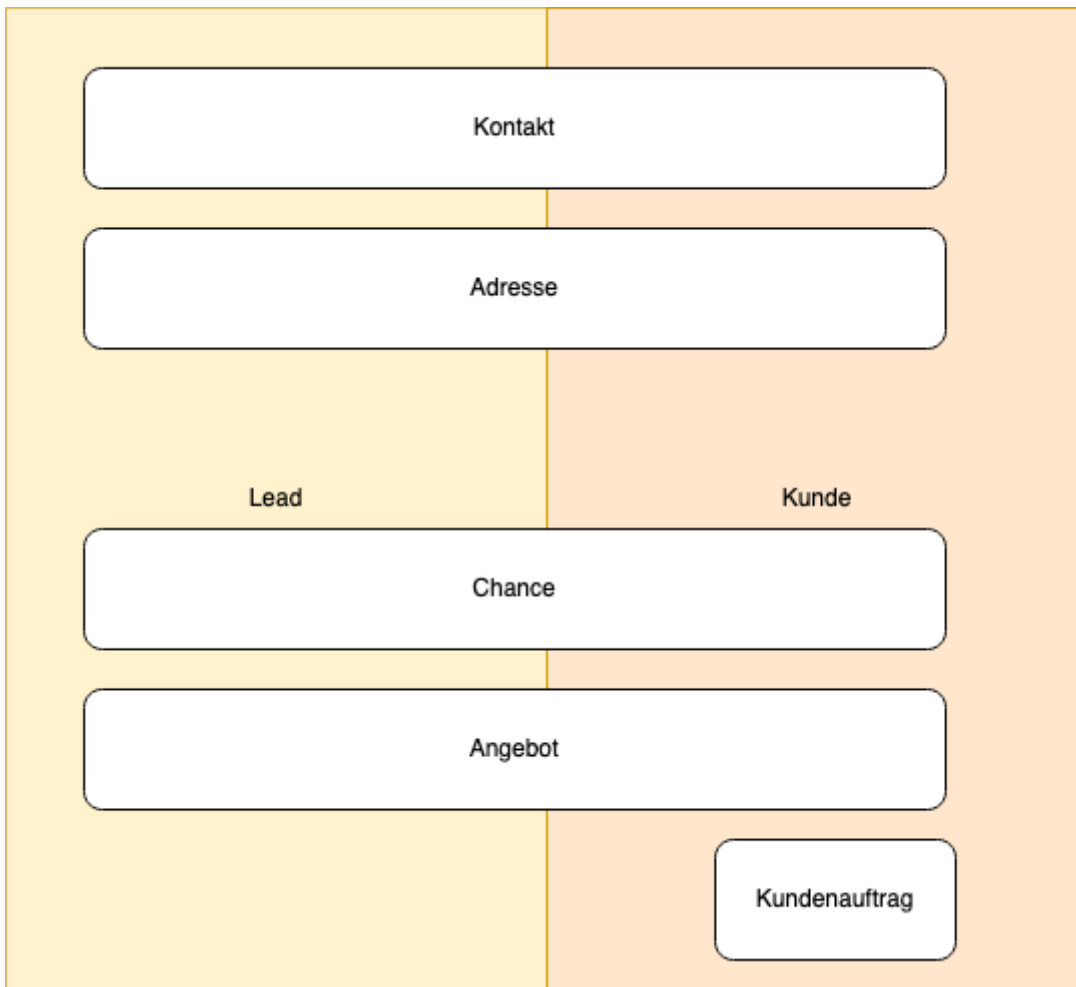 Kontakt
Adresse
Lead
Kunde
Chance
Angebot
Kundenauftrag